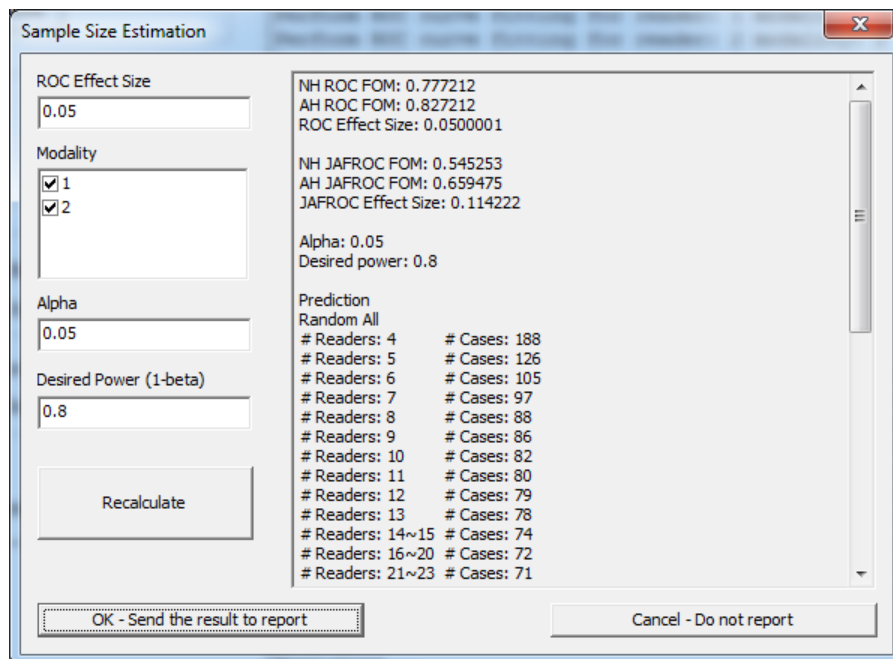 Sample Size Estimation
ROC Effect Size
0.05
Modality
1
2
Alpha
0.05
Desired Power (1-beta)
0.8
Recalculate
NH ROC FOM: 0.777212
AH ROC FOM: 0.827212
ROC Effect Size: 0.0500001
NH JAFROC FOM: 0.545253
AH JAFROC FOM: 0.659475
JAFROC Effect Size: 0.114222
Alpha: 0.05
Desired power: 0.8
Prediction
Random All
# Readers: 4 # Cases: 188
# Readers: 5 # Cases: 126
# Readers: 6 # Cases: 105
# Readers: 7 # Cases: 97
# Readers: 8 # Cases: 88
# Readers: 9 # Cases: 86
# Readers: 10 # Cases: 82
# Readers: 11 # Cases: 80
# Readers: 12 # Cases: 79
# Readers: 13 # Cases: 78
# Readers: 14~15 # Cases: 74
# Readers: 16~20 # Cases: 72
# Readers: 21~23 # Cases: 71
OK - Send the result to report
Cancel - Do not report